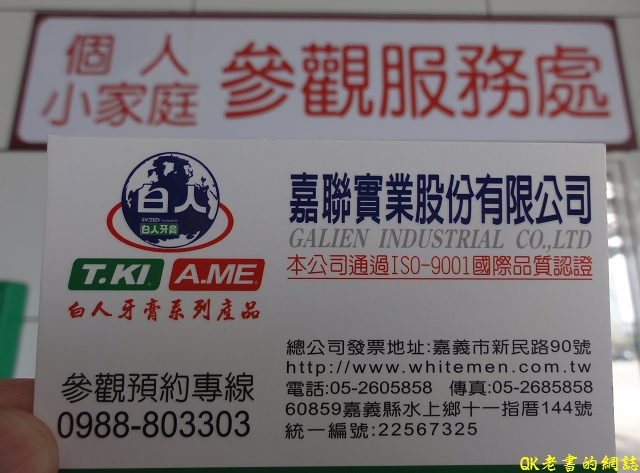 個人
小家庭
參觀服務處
白人
白人牙膏
T.KI
A.ME
白人牙膏系列產品
嘉聯實業股份有限公司
GALIEN INDUSTRIAL CO.,LTD
本公司通過ISO-9001國際品質認證
參觀預約專線
0988-803303
總公司發票地址:嘉義市新民路90號
http://www.whitemen.com.tw
電話:05-2605858 傳真:05-2685858
60859嘉義縣水上鄉十一指厝144號
統一編號:22567325
QK老書的網誌